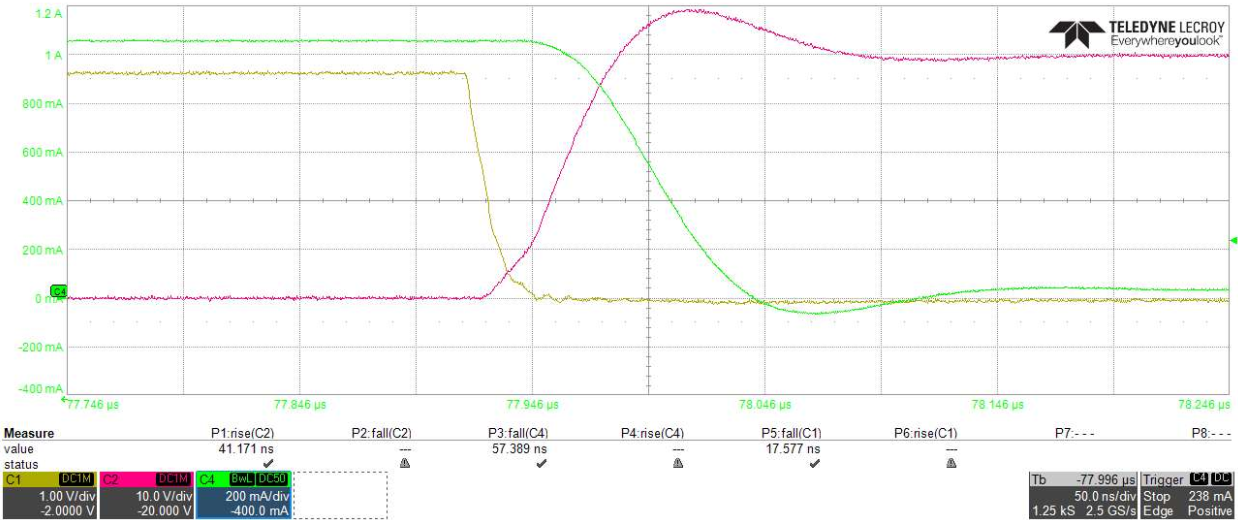 1.2 A
TELEDYNE LECROY
Everywhereyoulook™
1 A
800 mA
600 mA
400 mA
200 mA
C4
0 mA
-200 mA
-400 mA
77.746 µs 77.846 µs 77.946 µs 78.046 µs 78.146 µs 78.246 µs
Measure P1:rise(C2) P2:fall(C2) P3:fall(C4) P4:rise(C4) P5:fall(C1) P6:rise(C1) P7:- - - P8:- - -
value 41.171 ns --- 57.389 ns --- 17.577 ns ---
status
C1 DC1M C2 DC1M C4 BwL DC50 Tb -77.996 µs Trigger C4 DC
1.00 V/div 10.0 V/div 200 mA/div 50.0 ns/div Stop 238 mA
-2.0000 V -20.000 V -400.0 mA 1.25 kS 2.5 GS/s Edge Positive